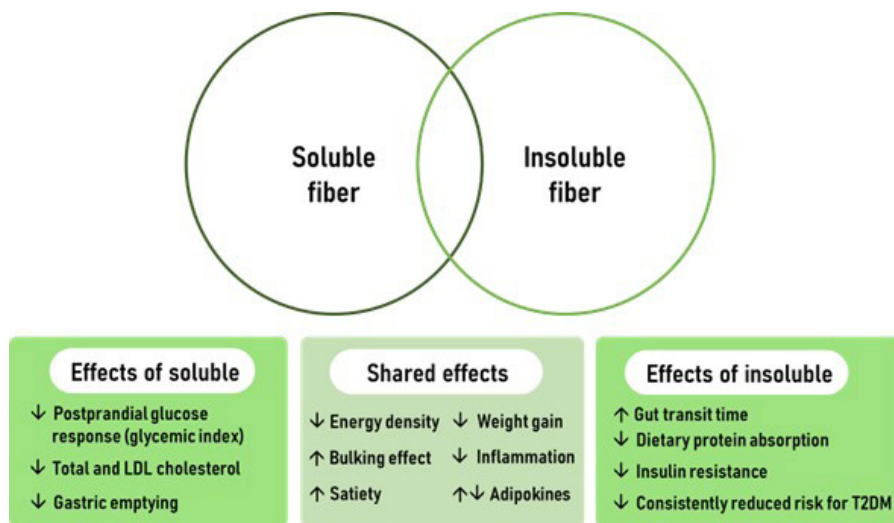 Soluble
fiber
Insoluble
fiber
Effects of soluble
↓ Postprandial glucose
response (glycemic index)
↓ Total and LDL cholesterol
↓ Gastric emptying
Shared effects
↓ Energy density
↑ Bulking effect
↑ Satiety
↓ Weight gain
↓ Inflammation
↑↓ Adipokines
Effects of insoluble
↑ Gut transit time
↓ Dietary protein absorption
↓ Insulin resistance
↓ Consistently reduced risk for T2DM